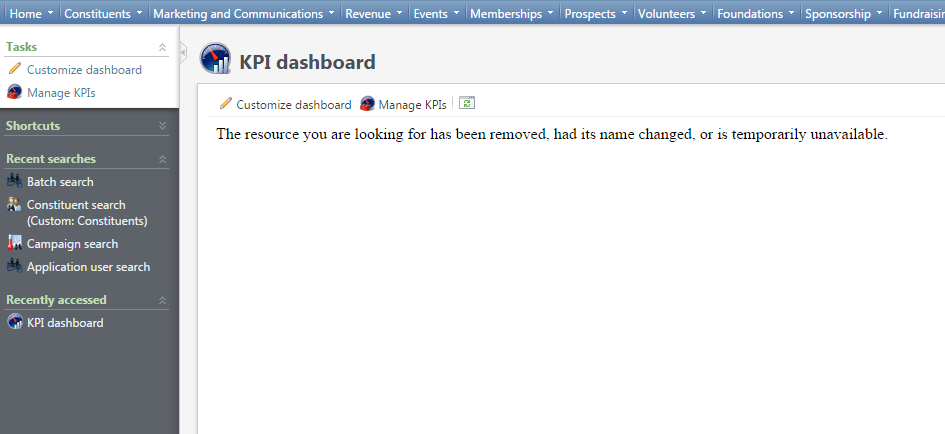 Home Constituents Marketing and Communications Revenue Events Memberships Prospects Volunteers Foundations Sponsorship Fundraisin
Tasks
Customize dashboard
Manage KPIs
Shortcuts
Recent searches
Batch search
Constituent search
(Custom: Constituents)
Campaign search
Application user search
Recently accessed
KPI dashboard
KPI dashboard
Customize dashboard Manage KPIs
The resource you are looking for has been removed, had its name changed, or is temporarily unavailable.